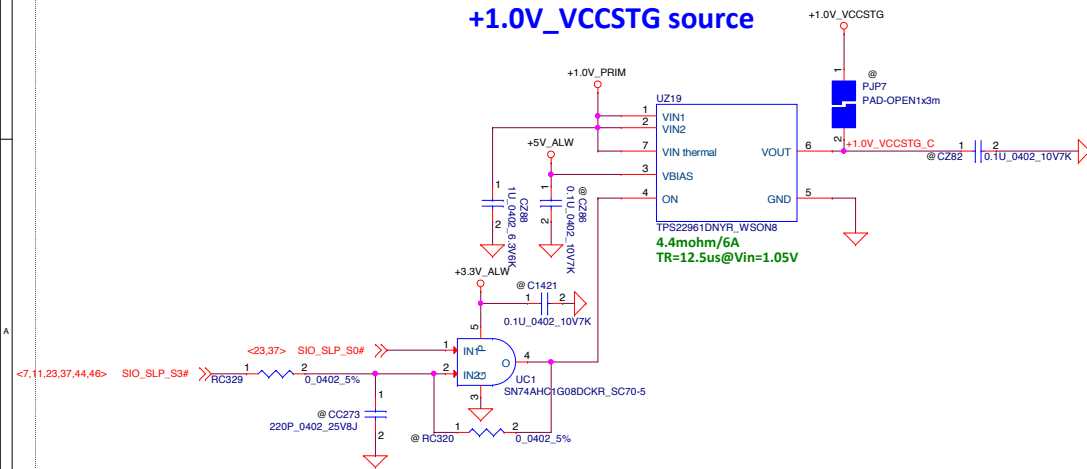 +1.0V_VCCSTG source
+1.0V_VCCSTG
1
@
PJP7
PAD-OPEN1x3m
2
+1.0V_PRIM
UZ19
1
VIN1
2
VIN2
7
VIN thermal
VOUT
6
+1.0V_VCCSTG_C
@CZ82
1
2
0.1U_0402_10V7K
+5V_ALW
3
VBIAS
4
ON
GND
5
TPS22961DNYR_WSON8
4.4mohm/6A
TR=12.5us@Vin=1.05V
1
2
CZ88
1U_0402_6.3V6K
1
2
@CZ86
0.1U_0402_10V7K
+3.3V_ALW
@C1421
1
2
0.1U_0402_10V7K
A
5
<23,37>
SIO_SLP_S0#
1
IN1
P
O
4
<7,11,23,37,44,46>
SIO_SLP_S3#
RC329
1
2
0_0402_5%
2
IN2
G
UC1
SN74AHC1G08DCKR_SC70-5
3
1
@CC273
220P_0402_25V8J
2
@RC320
1
2
0_0402_5%